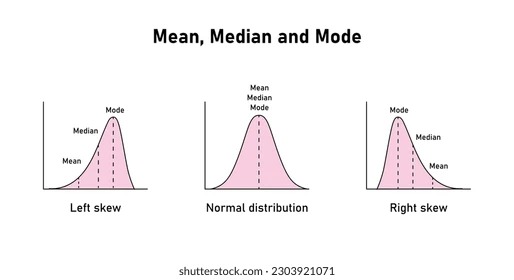 Mean, Median and Mode
Mode
Median
Mean
Left skew
Mean
Median
Mode
Normal distribution
Mode
Median
Mean
Right skew
shutterstock.com · 2303921071